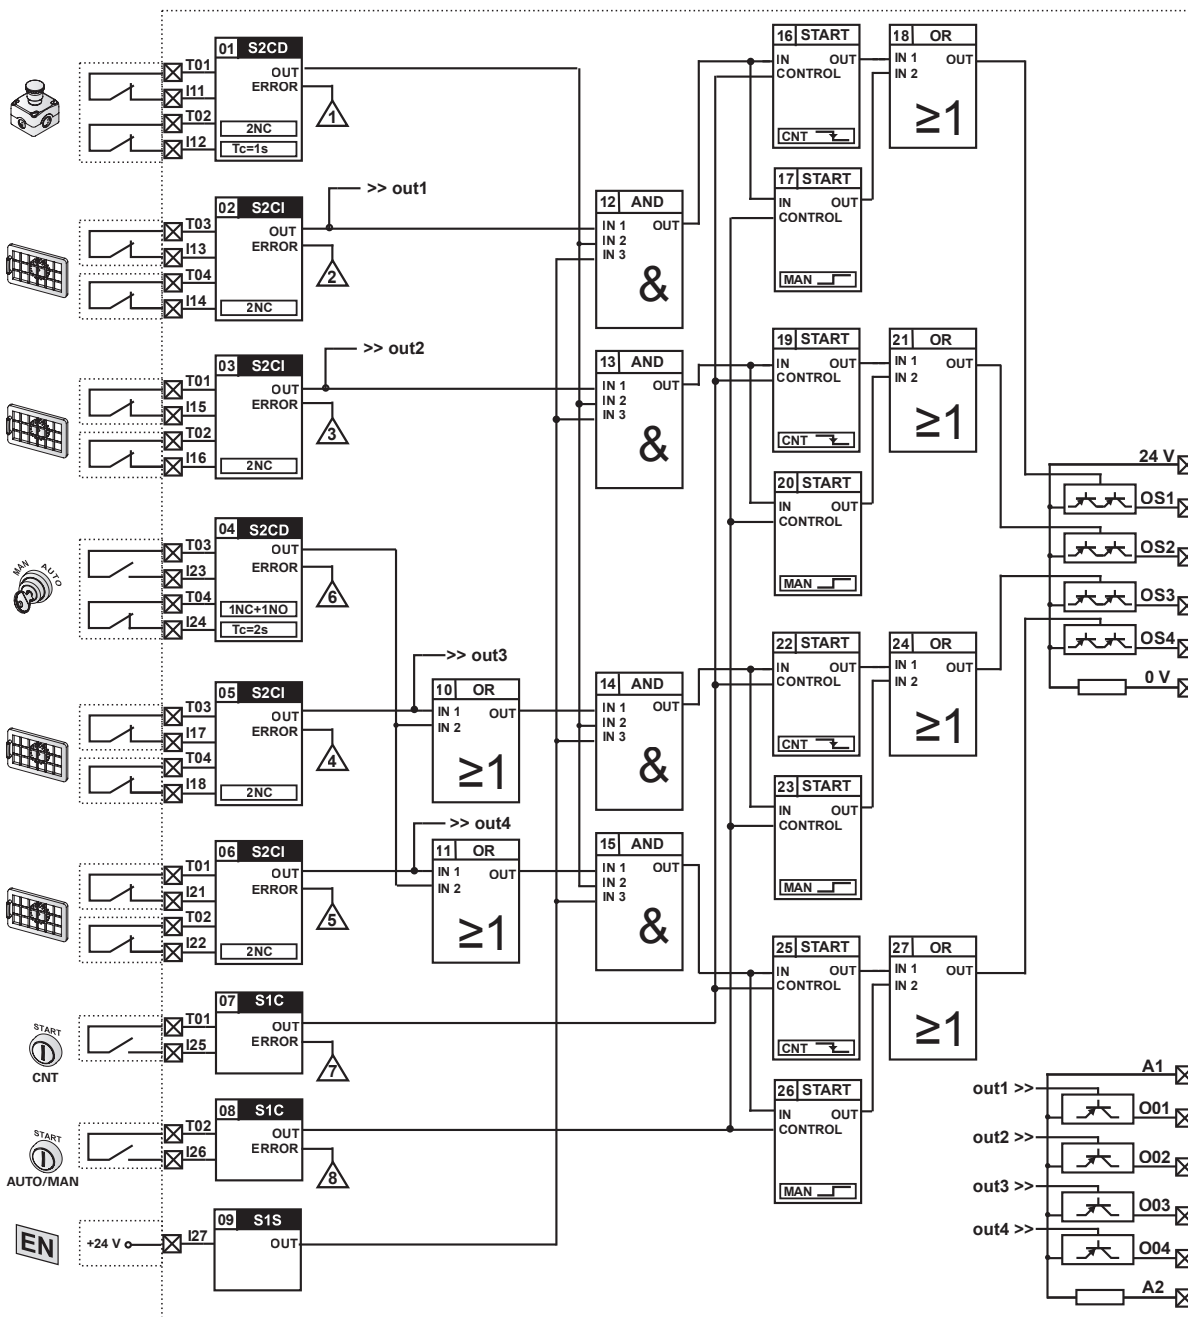 01 S2CD
T01
I11
T02
I12
OUT
ERROR
1
2NC
Tc=1s
>> out1
02 S2CI
T03
I13
T04
I14
OUT
ERROR
2
2NC
>> out2
03 S2CI
T01
I15
T02
I16
OUT
ERROR
3
2NC
MAN AUTO
04 S2CD
T03
I23
T04
I24
OUT
ERROR
6
1NC+1NO
Tc=2s
>> out3
05 S2CI
T03
I17
T04
I18
OUT
ERROR
4
2NC
>> out4
06 S2CI
T01
I21
T02
I22
OUT
ERROR
5
2NC
START
CNT
07 S1C
T01
I25
OUT
ERROR
7
START
AUTO/MAN
08 S1C
T02
I26
OUT
ERROR
8
EN
+24 V
I27
09 S1S
OUT
10 OR
IN 1 OUT
IN 2
≥1
11 OR
IN 1 OUT
IN 2
≥1
12 AND
IN 1 OUT
IN 2
IN 3
&
13 AND
IN 1 OUT
IN 2
IN 3
&
14 AND
IN 1 OUT
IN 2
IN 3
&
15 AND
IN 1 OUT
IN 2
IN 3
&
16 START
IN OUT
CONTROL
CNT
17 START
IN OUT
CONTROL
MAN
18 OR
IN 1 OUT
IN 2
≥1
19 START
IN OUT
CONTROL
CNT
20 START
IN OUT
CONTROL
MAN
21 OR
IN 1 OUT
IN 2
≥1
22 START
IN OUT
CONTROL
CNT
23 START
IN OUT
CONTROL
MAN
24 OR
IN 1 OUT
IN 2
≥1
25 START
IN OUT
CONTROL
CNT
26 START
IN OUT
CONTROL
MAN
27 OR
IN 1 OUT
IN 2
≥1
24 V
OS1
OS2
OS3
OS4
0 V
A1
out1 >>
O01
out2 >>
O02
out3 >>
O03
out4 >>
O04
A2